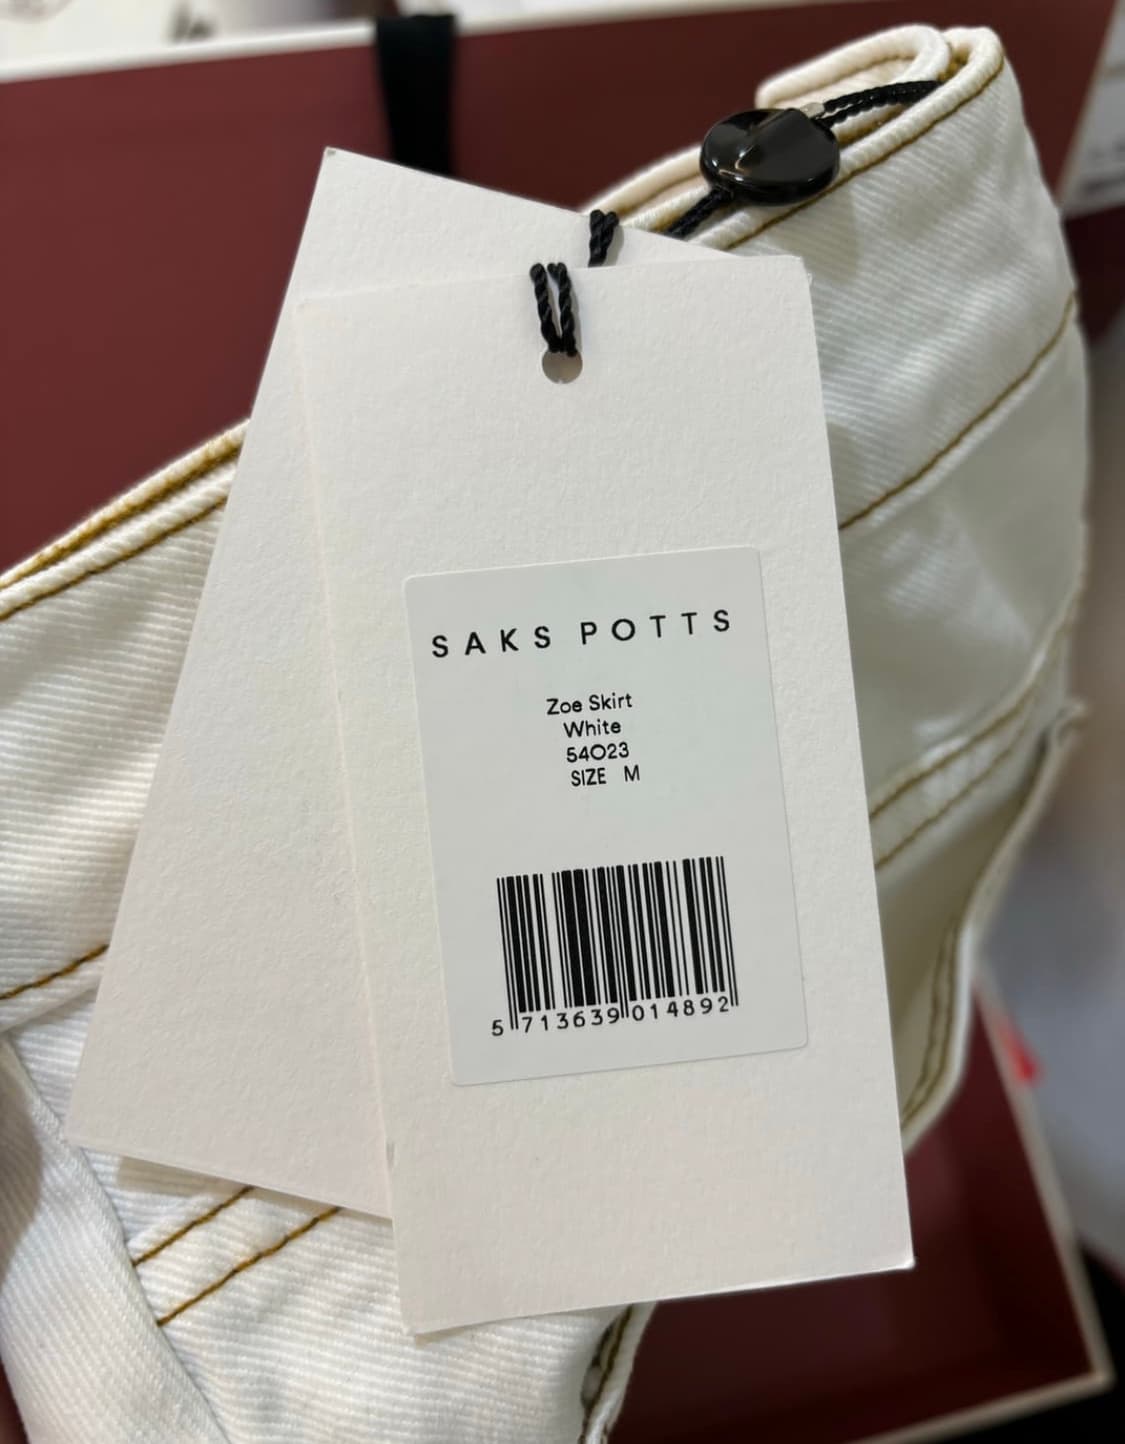 SAKS POTTS
Zoe Skirt
White
54023
SIZE M
5 713639 014892